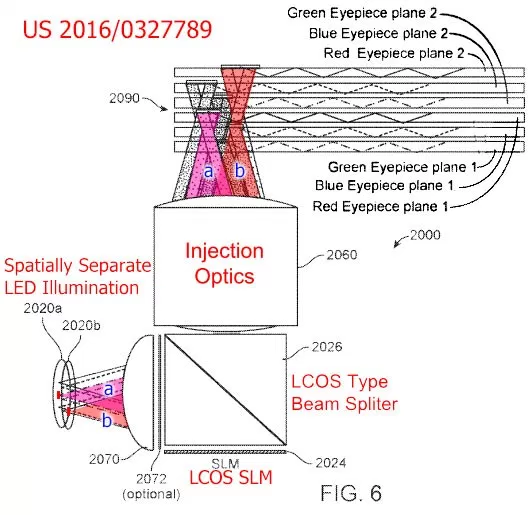 US 2016/0327789
Green Eyepiece plane 2
Blue Eyepiece plane 2
Red Eyepiece plane 2
2090
a
b
Green Eyepiece plane 1
Blue Eyepiece plane 1
Red Eyepiece plane 1
2000
Injection
Optics
2060
Spatially Separate
LED Illumination
2020a
2020b
a
b
2026
LCOS Type
Beam Spliter
2070
2072
(optional)
SLM
LCOS SLM
2024
FIG. 6